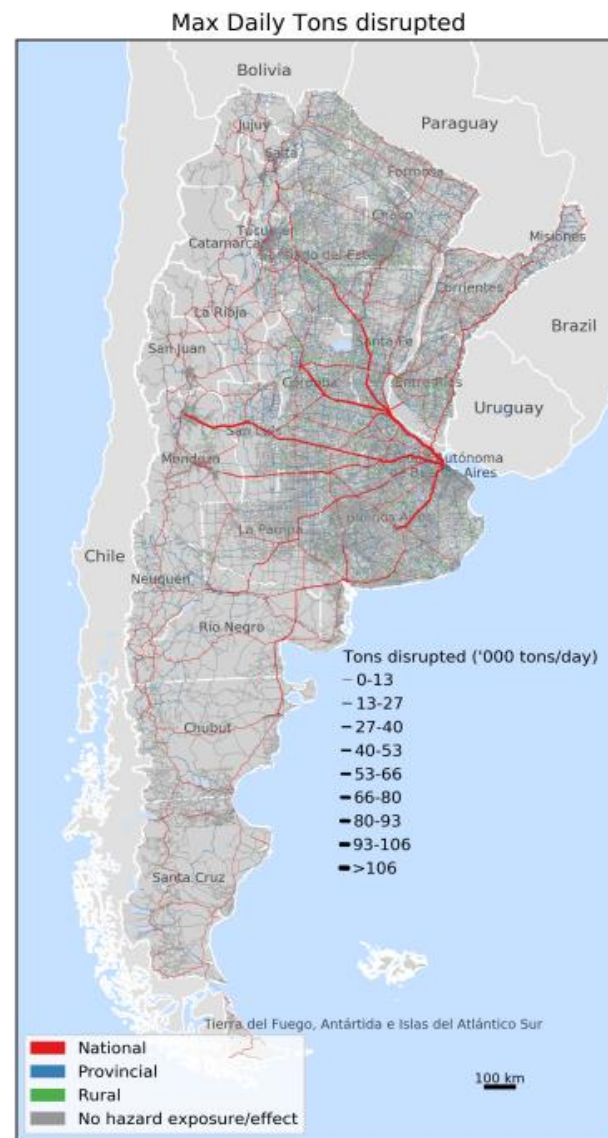 Max Daily Tons disrupted
Bolivia
Paraguay
Jujuy
Salta
Formosa
Chaco
Misiones
Catamarca
Corrientes
La Rioja
Santa Fe
Brazil
San Juan
Córdoba
Entre Ríos
Uruguay
San Luis
Autónoma
Aires
Mendoza
La Pampa
Chile
Neuquén
Río Negro
Tons disrupted ('000 tons/day)
0-13
13-27
27-40
Chubut
40-53
53-66
66-80
80-93
93-106
>106
Santa Cruz
Tierra del Fuego, Antártida e Islas del Atlántico Sur
National
Provincial
Rural
No hazard exposure/effect
100 km